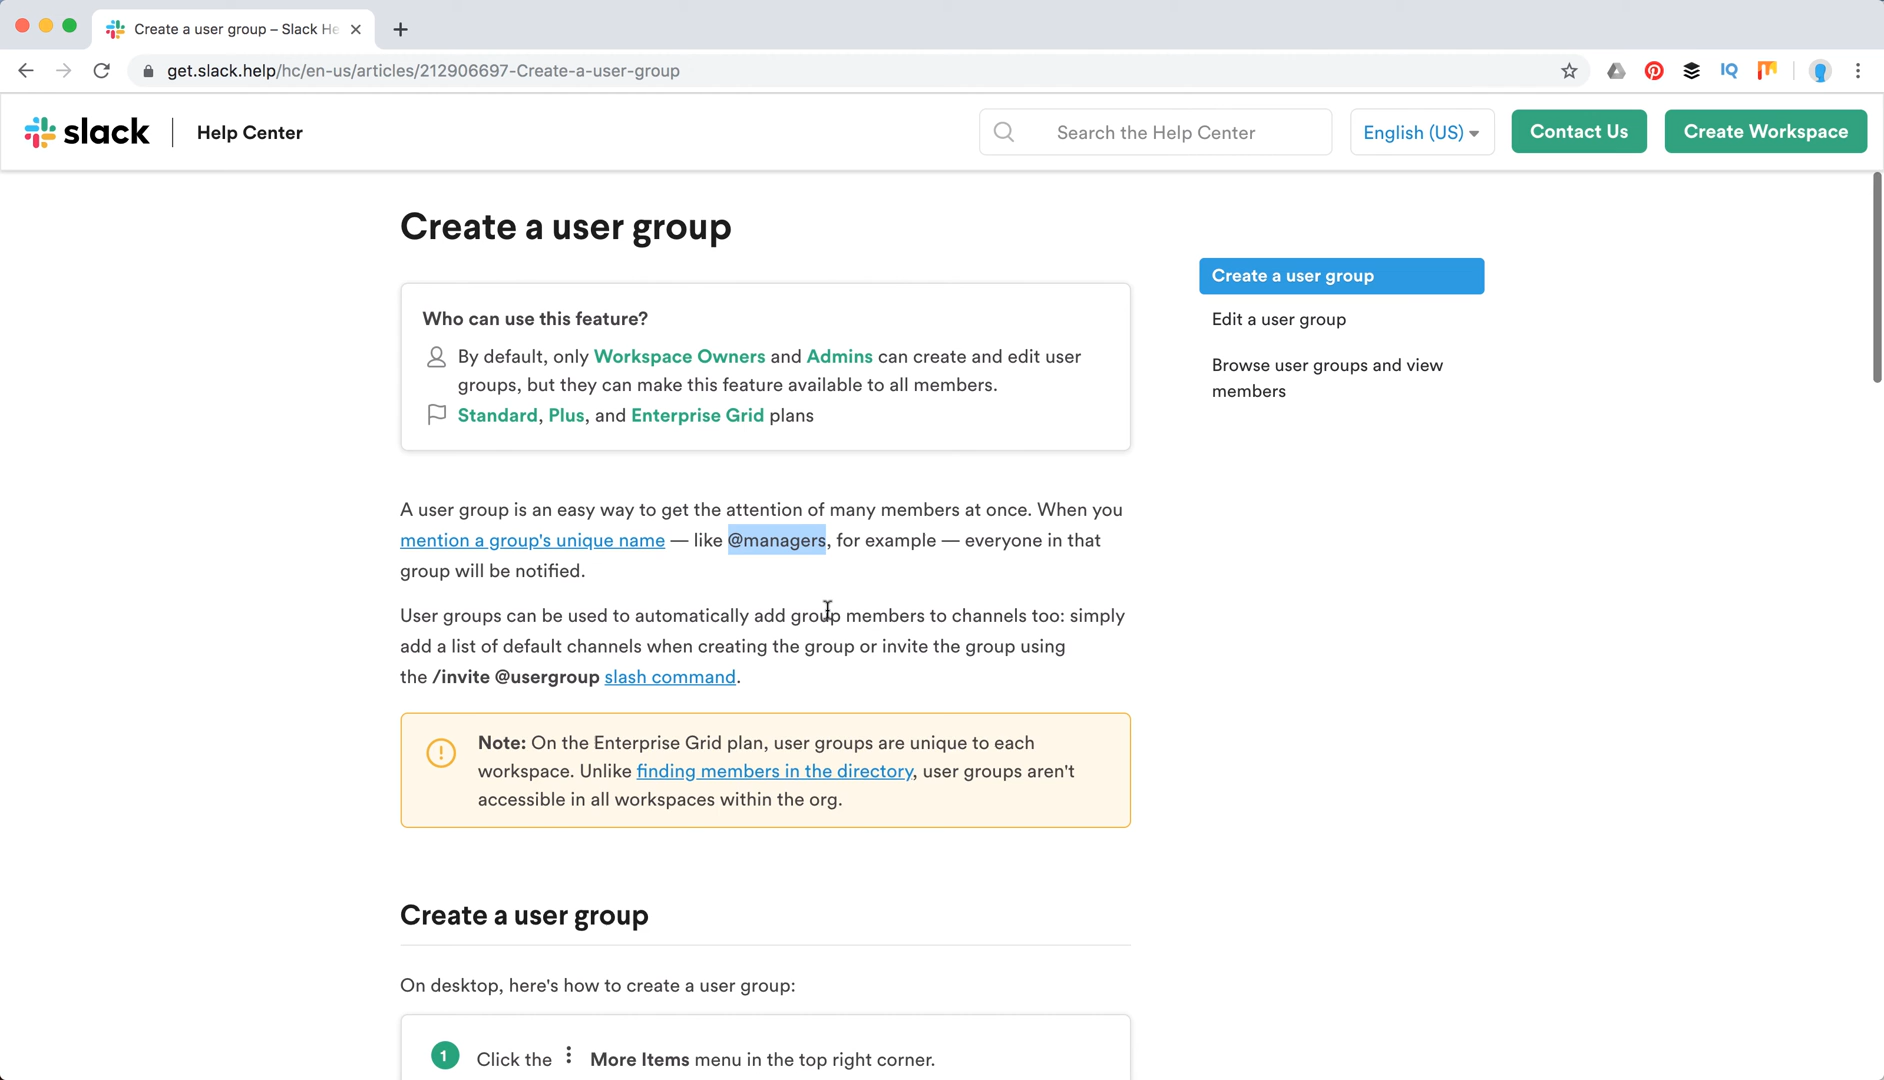 Create a user group – Slack He
get.slack.help/hc/en-us/articles/212906697-Create-a-user-group
IQ
slack
Help Center
Search the Help Center
English (US)
Contact Us
Create Workspace
Create a user group
Who can use this feature?
By default, only Workspace Owners and Admins can create and edit user
groups, but they can make this feature available to all members.
Standard, Plus, and Enterprise Grid plans
Create a user group
Edit a user group
Browse user groups and view
members
A user group is an easy way to get the attention of many members at once. When you
mention a group's unique name — like @managers, for example — everyone in that
group will be notified.
User groups can be used to automatically add group members to channels too: simply
add a list of default channels when creating the group or invite the group using
the /invite @usergroup slash command.
Note: On the Enterprise Grid plan, user groups are unique to each
workspace. Unlike finding members in the directory, user groups aren't
accessible in all workspaces within the org.
Create a user group
On desktop, here's how to create a user group:
1 Click the ⋮ More Items menu in the top right corner.